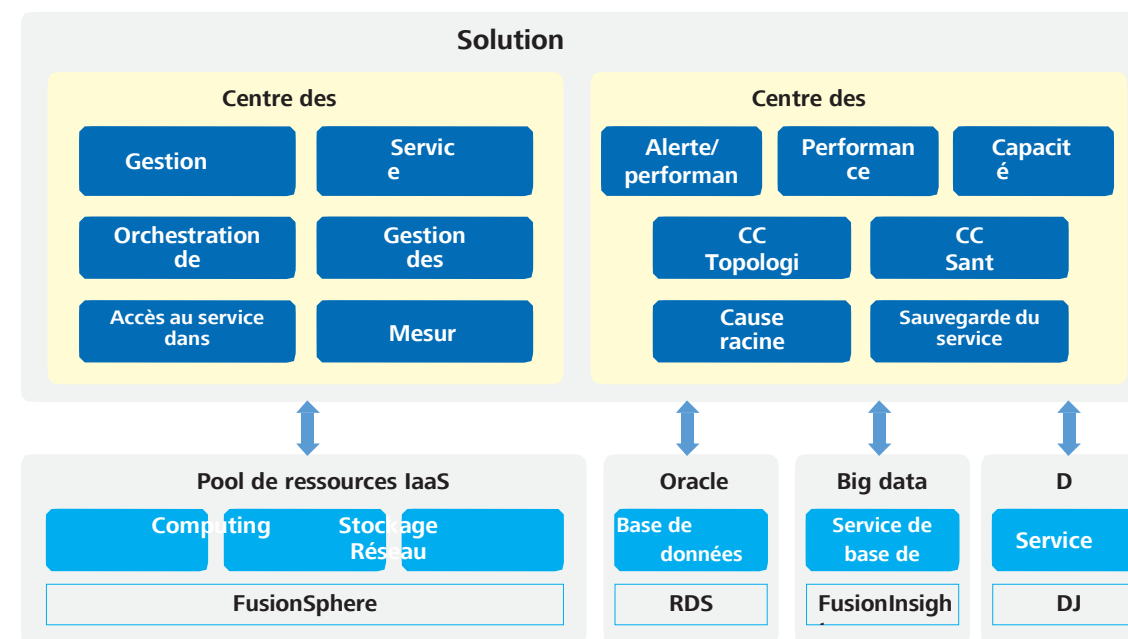 Solution
Centre des
Gestion
Servic
e
Orchestration
de
Gestion
des
Accès au service
dans
Mesur
Centre des
Alerte/
performan
Performan
ce
Capacit
é
CC
Topologi
CC
Sant
Cause
racine
Sauvegarde du
service
Pool de ressources IaaS
Computing
Stockage
Réseau
FusionSphere
Oracle
Base de
données
RDS
Big data
Service de
base de
FusionInsigh
D
Service
DJ